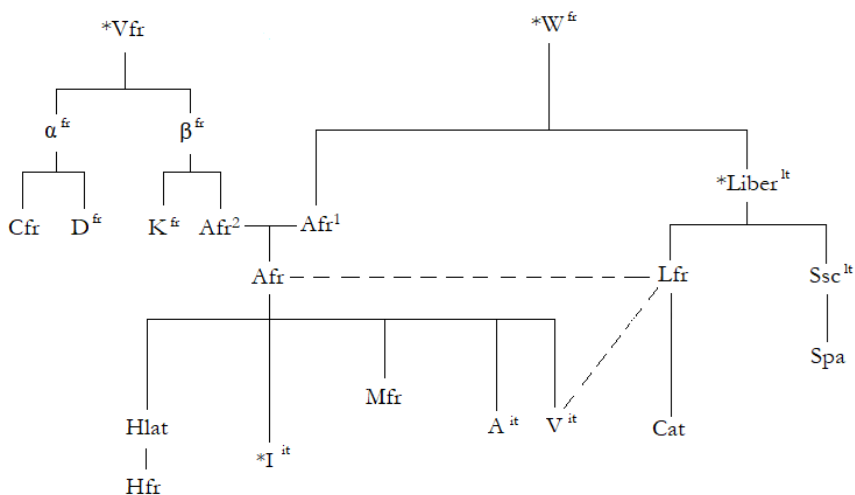 *Vfr *W fr
α fr β fr
*Liber lt
Cfr D fr K fr Afr² Afr¹
Afr Lfr Ssc lt
Spa
Mfr
Hlat A it V it Cat
*I it
Hfr